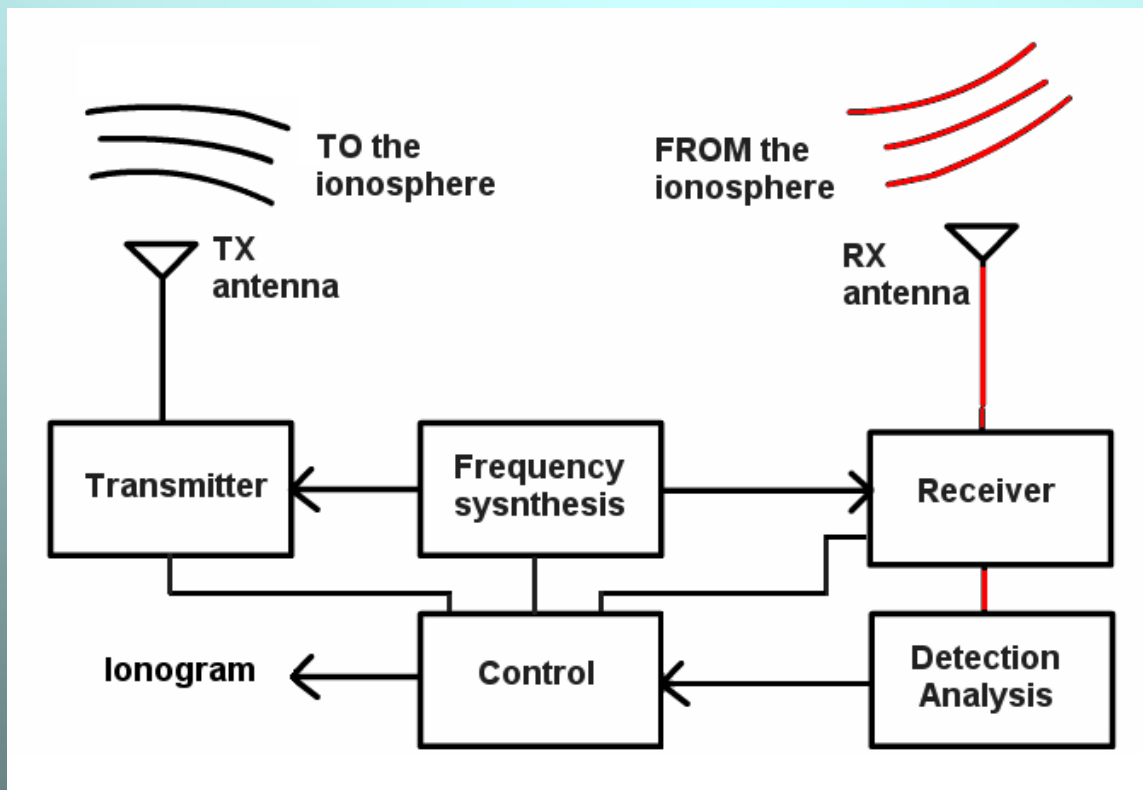 TO the
ionosphere
FROM the
ionosphere
TX
antenna
RX
antenna
Transmitter
Frequency
sysnthesis
Receiver
Ionogram
Control
Detection
Analysis